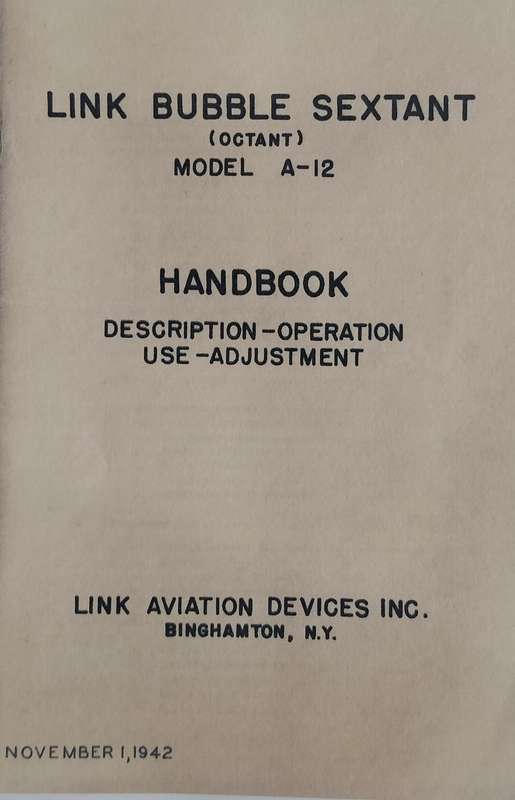 LINK BUBBLE SEXTANT
(OCTANT)
MODEL A-12
HANDBOOK
DESCRIPTION-OPERATION
USE-ADJUSTMENT
LINK AVIATION DEVICES INC.
BINGHAMTON, N.Y.
NOVEMBER 1,1942